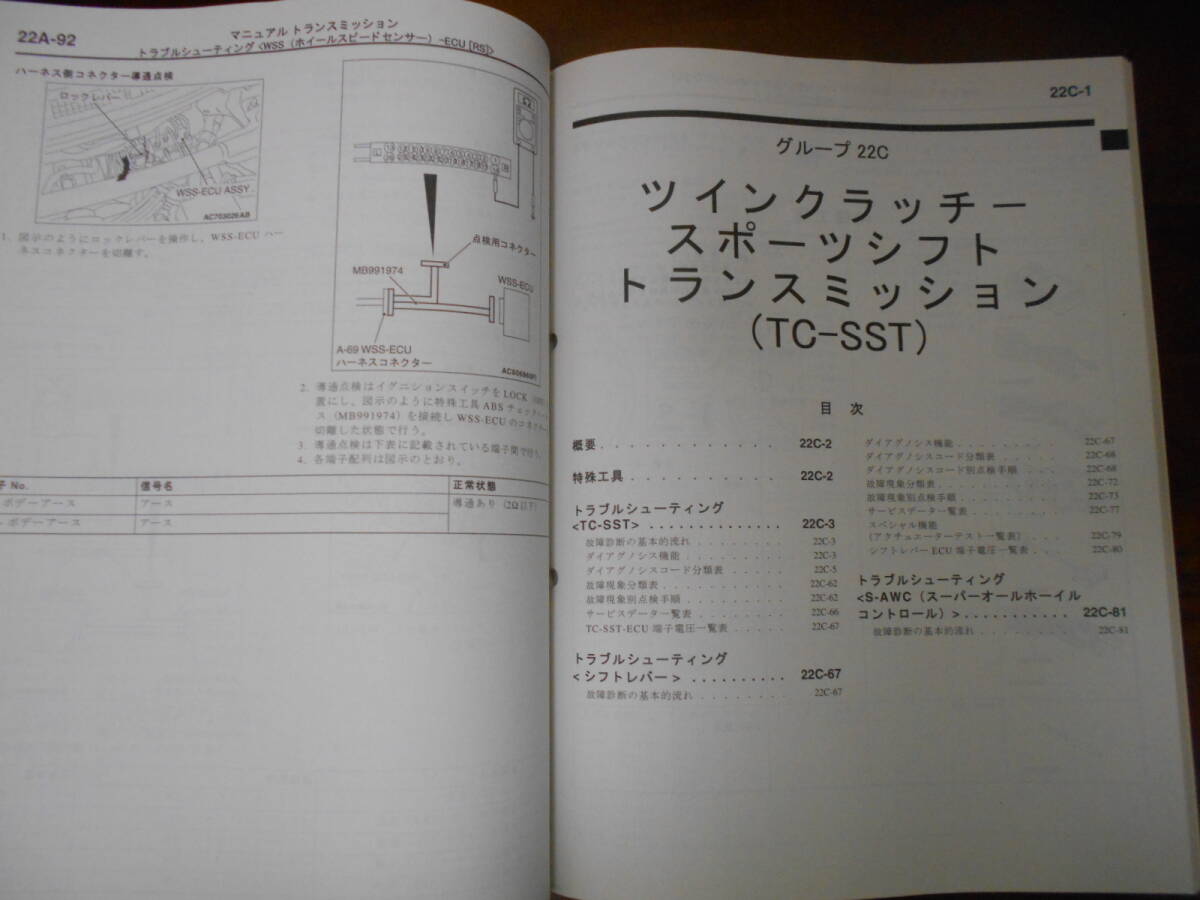 22A-92
マニュアルトランスミッション
トラブルシューティング<WSS（ホイールスピードセンサー）-ECU [RS]>
ハーネス側コネクター導通点検
ロックレバー
WSS-ECU ASSY
AC703026AB
1. 図示のようにロックレバーを操作し、WSS-ECU ハー
ネスコネクターを切離す。
Ω
点検用コネクター
MB991974
WSS-ECU
A-69 WSS-ECU
ハーネスコネクター
2. 導通点検はイグニションスイッチを LOCK
置にし、図示のように特殊工具 ABS チェック
ス（MB991974）を接続し WSS-ECU のコネクター
切離した状態で行う。
3. 導通点検は下表に記載されている端子間で行う。
4. 各端子配列は図示のとおり。
子 No.
信号名
正常状態
ボデーアース
アース
導通あり（2Ω以下）
ボデーアース
アース
22C-1
グループ 22C
ツインクラッチー
スポーツシフト
トランスミッション
(TC-SST)
目 次
概要 . . . . . . . . . . . . . 22C-2
特殊工具 . . . . . . . . . . . 22C-2
トラブルシューティング
<TC-SST> . . . . . . . . . . . . . . 22C-3
故障診断の基本的流れ . . . . . . . . . 22C-3
ダイアグノシス機能 . . . . . . . . . . 22C-3
ダイアグノシスコード分類表 . . . . . 22C-5
故障現象分類表 . . . . . . . . . . . . 22C-62
故障現象別点検手順 . . . . . . . . . . 22C-62
サービスデータ一覧表 . . . . . . . . . 22C-66
TC-SST-ECU 端子電圧一覧表 . . . . . 22C-67
トラブルシューティング
<シフトレバー> . . . . . . . . . . 22C-67
故障診断の基本的流れ . . . . . . . . 22C-67
ダイアグノシス機能 . . . . . . . . . 22C-67
ダイアグノシスコード分類表 . . . . . 22C-68
ダイアグノシスコード別点検手順 . . . 22C-68
故障現象分類表 . . . . . . . . . . . 22C-72
故障現象別点検手順 . . . . . . . . . 22C-73
サービスデータ一覧表 . . . . . . . . 22C-77
スペシャル機能
（アクチュエーターテスト一覧表） . . . 22C-79
シフトレバー ECU 端子電圧一覧表 . . . 22C-80
トラブルシューティング
<S-AWC（スーパーオールホイール
コントロール）> . . . . . . . . . . . 22C-81
故障診断の基本的流れ . . . . . . . . 22C-81